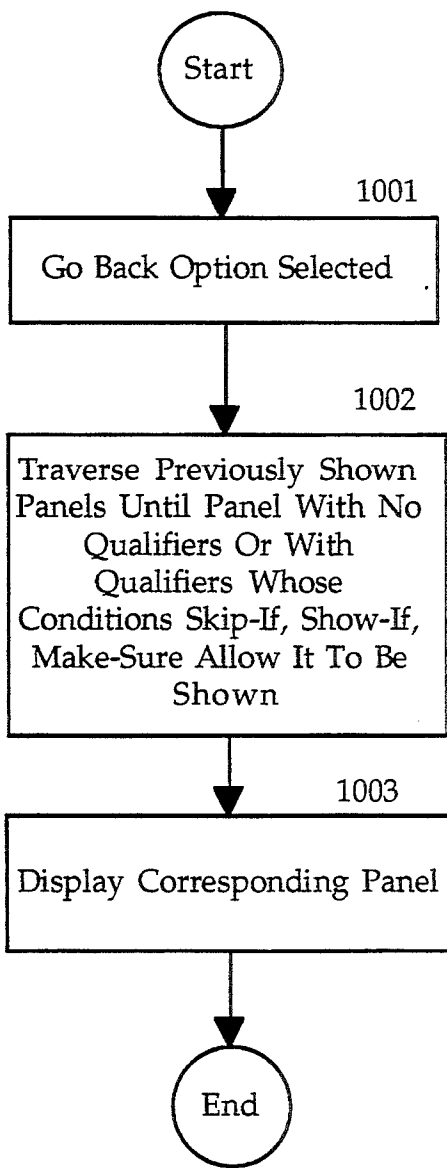 Start
1001
Go Back Option Selected
1002
Traverse Previously Shown
Panels Until Panel With No
Qualifiers Or With
Qualifiers Whose
Conditions Skip-If, Show-If,
Make-Sure Allow It To Be
Shown
1003
Display Corresponding Panel
End